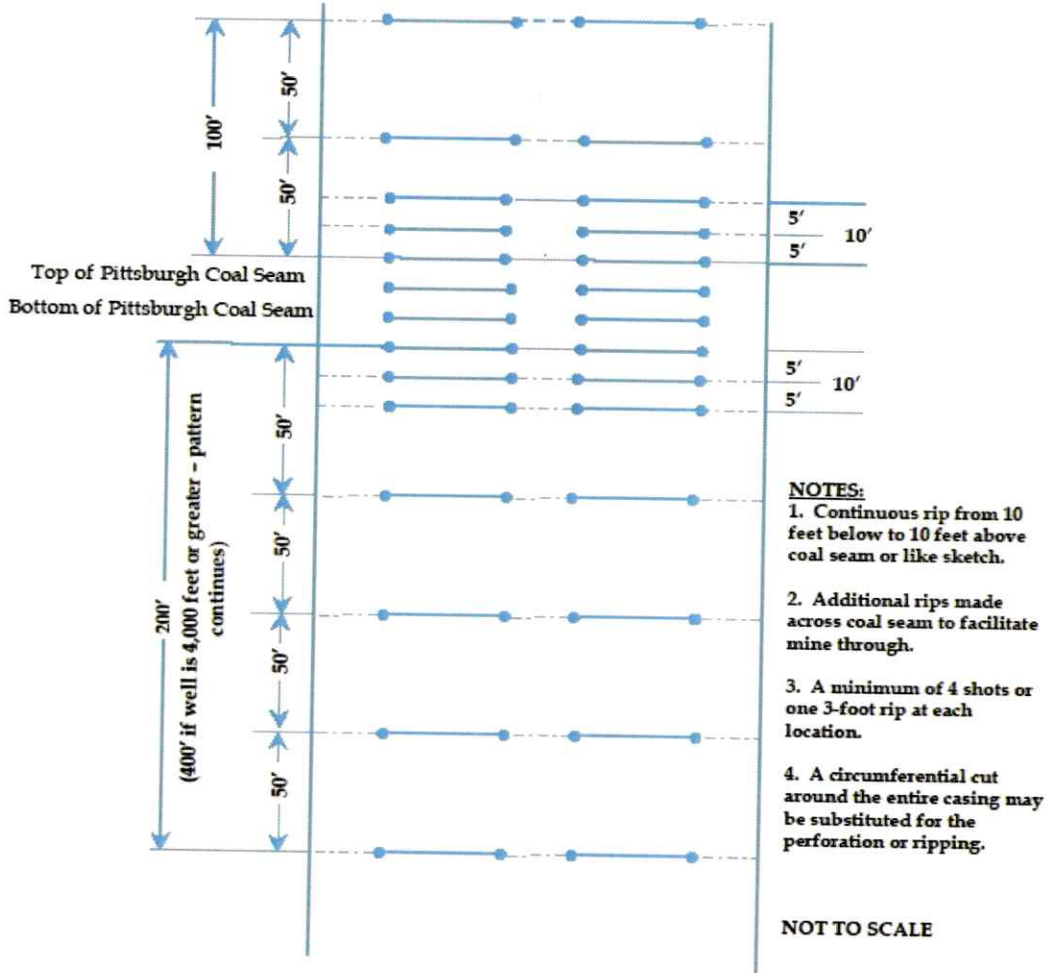 100′
50′
50′
5′
10′
5′
Top of Pittsburgh Coal Seam
Bottom of Pittsburgh Coal Seam
5′
10′
5′
200′
(400′ if well is 4,000 feet or greater – pattern
continues)
50′
50′
50′
50′
NOTES:
1. Continuous rip from 10
feet below to 10 feet above
coal seam or like sketch.
2. Additional rips made
across coal seam to facilitate
mine through.
3. A minimum of 4 shots or
one 3-foot rip at each
location.
4. A circumferential cut
around the entire casing may
be substituted for the
perforation or ripping.
NOT TO SCALE